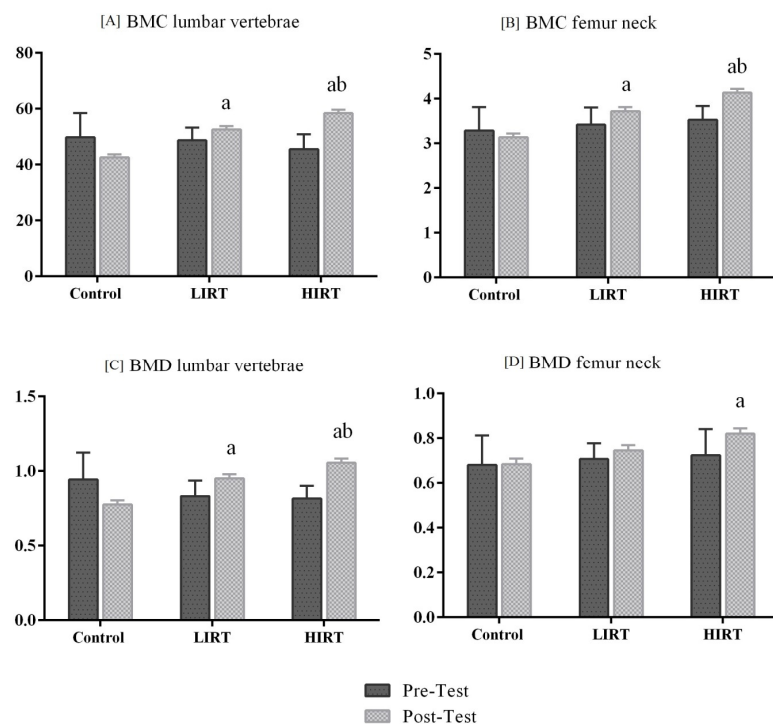 [A] BMC lumbar vertebrae
80
60
40
20
0
a
ab
Control LIRT HIRT
[B] BMC femur neck
5
4
3
2
1
0
a
ab
Control LIRT HIRT
[C] BMD lumbar vertebrae
1.5
1.0
0.5
0.0
a
ab
Control LIRT HIRT
[D] BMD femur neck
1.0
0.8
0.6
0.4
0.2
0.0
a
Control LIRT HIRT
Pre-Test
Post-Test